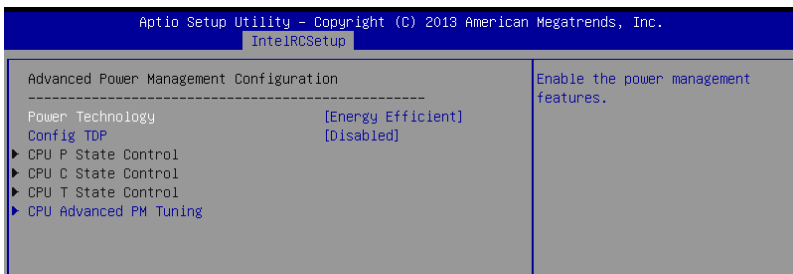 Aptio Setup Utility – Copyright (C) 2013 American Megatrends, Inc.
IntelRCSetup
Advanced Power Management Configuration
--------------------------------------------------
Power Technology [Energy Efficient]
Config TDP [Disabled]
CPU P State Control
CPU C State Control
CPU T State Control
CPU Advanced PM Tuning
Enable the power management
features.